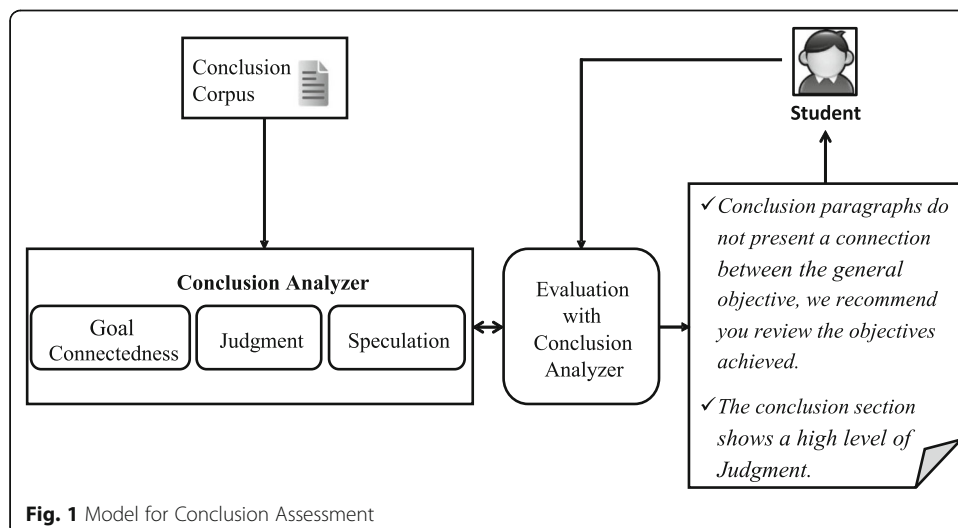 Conclusion
Corpus
Student
Conclusion Analyzer
Goal
Connectedness
Judgment
Speculation
Evaluation
with
Conclusion
Analyzer
✓ Conclusion paragraphs do
not present a connection
between the general
objective, we recommend
you review the objectives
achieved.
✓ The conclusion section
shows a high level of
Judgment.
Fig. 1 Model for Conclusion Assessment